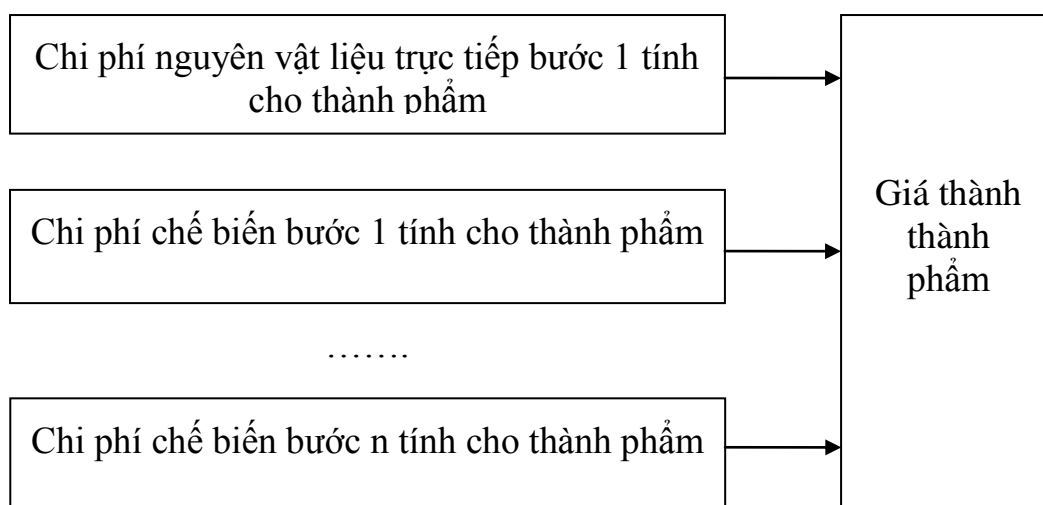 Chi phí nguyên vật liệu trực tiếp bước 1 tính
cho thành phẩm
Chi phí chế biến bước 1 tính cho thành phẩm
…….
Chi phí chế biến bước n tính cho thành phẩm
Giá thành
thành
phẩm